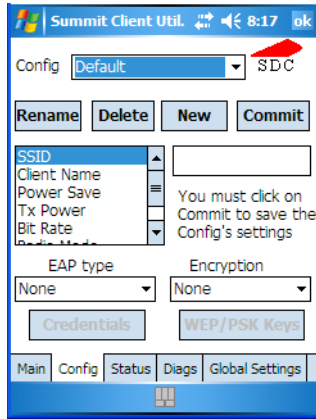 Summit Client Util. 8:17 ok
Config Default SDC
Rename Delete New Commit
SSID
Client Name
Power Save
Tx Power
Bit Rate
Radio Mode
You must click on
Commit to save the
Config's settings
EAP type Encryption
None None
Credentials WEP/PSK Keys
Main Config Status Diags Global Settings